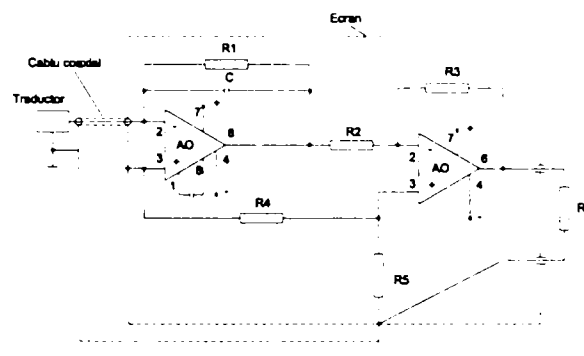 Ecran
R1
Cablu coaxial
C
R3
Traductor
7
+
6
2
-
AO
3
+
4
1
8
-
R2
7
+
6
2
-
AO
3
+
4
-
R4
R
R5